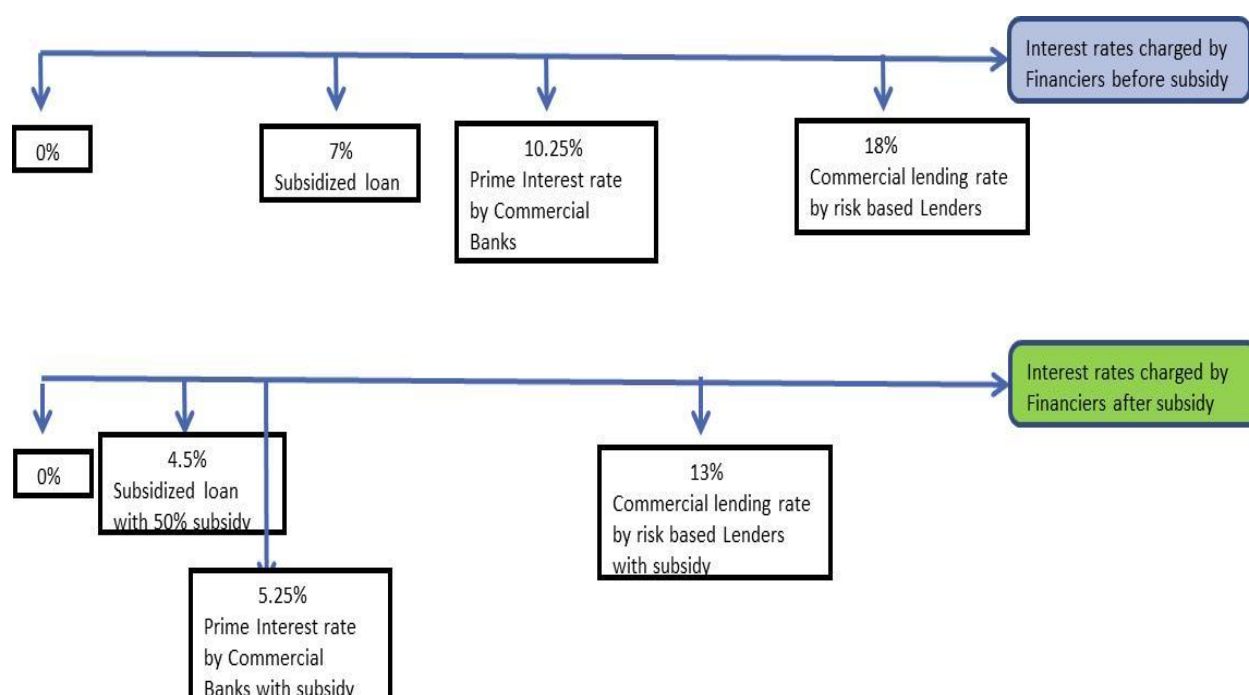 Interest rates charged by
Financiers before subsidy
0%
7%
Subsidized loan
10.25%
Prime Interest rate
by Commercial
Banks
18%
Commercial lending rate
by risk based Lenders
Interest rates charged by
Financiers after subsidy
0%
4.5%
Subsidized loan
with 50% subsidy
13%
Commercial lending rate
by risk based Lenders
with subsidy
5.25%
Prime Interest rate
by Commercial
Banks with subsidy